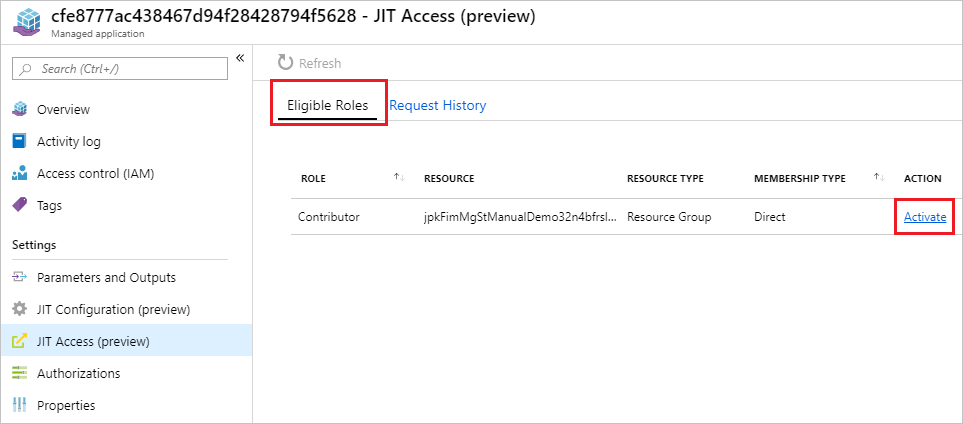 cfe8777ac438467d94f28428794f5628 - JIT Access (preview)
Managed application
Search (Ctrl+/)
Overview
Activity log
Access control (IAM)
Tags
Settings
Parameters and Outputs
JIT Configuration (preview)
JIT Access (preview)
Authorizations
Properties
Refresh
Eligible Roles Request History
ROLE RESOURCE RESOURCE TYPE MEMBERSHIP TYPE ACTION
Contributor jpkFimMgStManualDemo32n4bfrsl... Resource Group Direct Activate